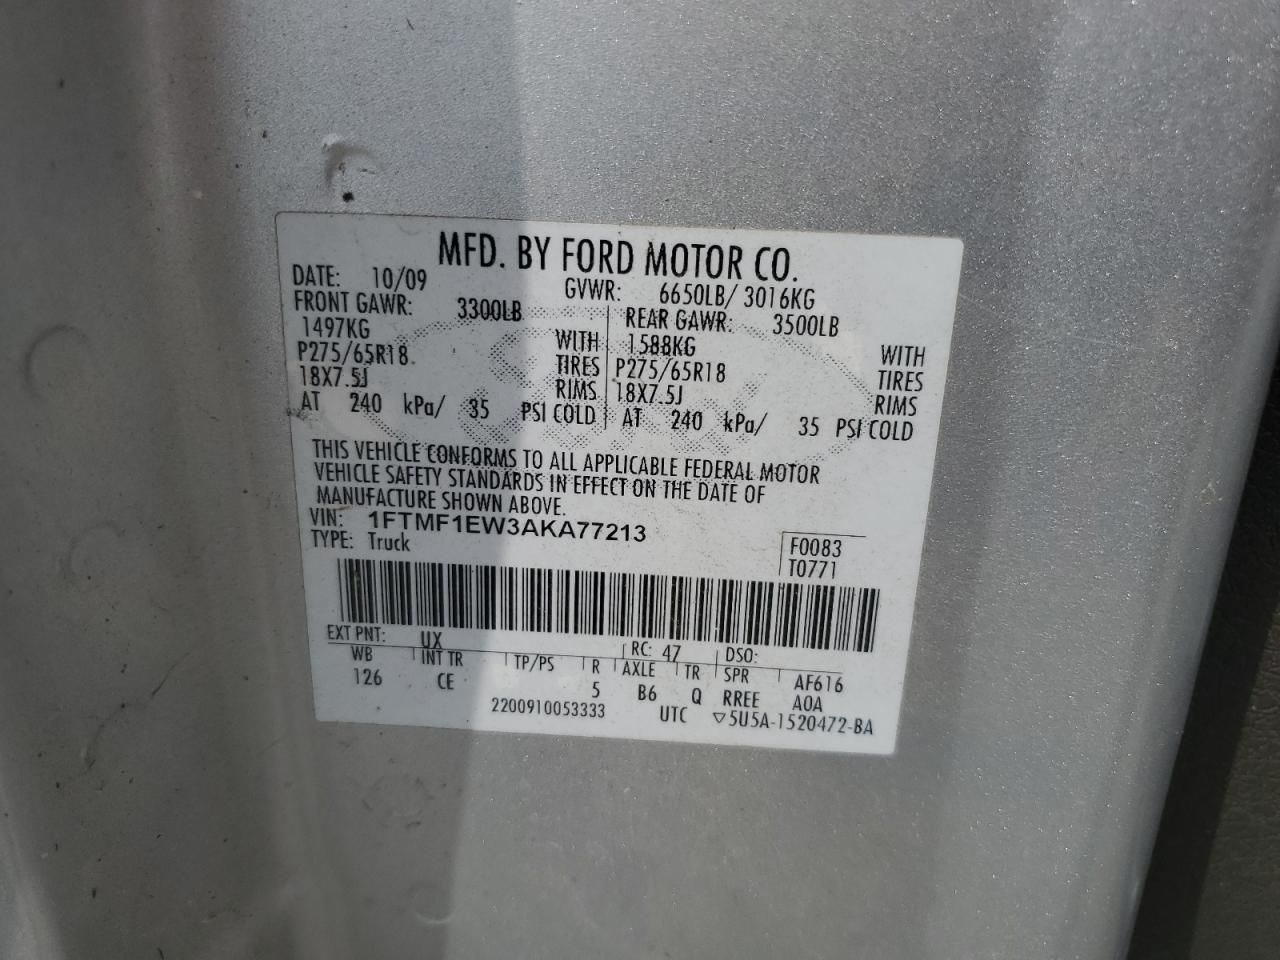 MFD. BY FORD MOTOR CO.
DATE: 10/09 GVWR: 6650LB/ 3016KG
FRONT GAWR: 3300LB REAR GAWR: 3500LB
1497KG WITH 1588KG WITH
P275/65R18 TIRES P275/65R18 TIRES
18X7.5J RIMS 18X7.5J RIMS
AT 240 kPa/ 35 PSI COLD AT 240 kPa/ 35 PSI COLD
THIS VEHICLE CONFORMS TO ALL APPLICABLE FEDERAL MOTOR
VEHICLE SAFETY STANDARDS IN EFFECT ON THE DATE OF
MANUFACTURE SHOWN ABOVE.
VIN: 1FTMF1EW3AKA77213
TYPE: Truck F0083
T0771
EXT PNT: UX RC: 47 DSO:
WB INT TR TP/PS R AXLE TR SPR AF616
126 CE 5 B6 Q RREE A0A
2200910053333 UTC ▽5U5A-1520472-BA